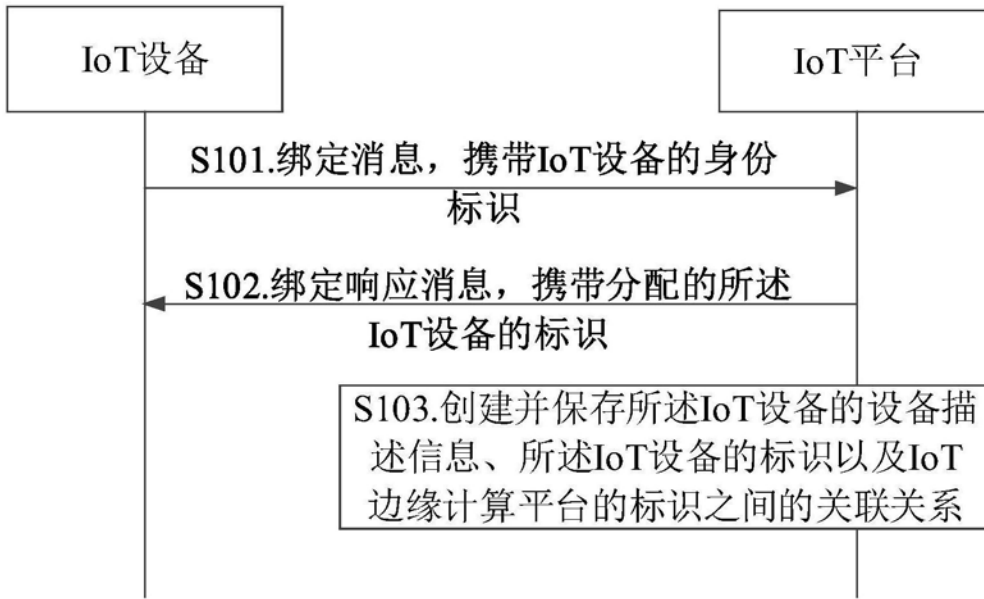 IoT设备
IoT平台
S101.绑定消息，携带IoT设备的身份
标识
S102.绑定响应消息，携带分配的所述
IoT设备的标识
S103.创建并保存所述IoT设备的设备描
述信息、所述IoT设备的标识以及IoT
边缘计算平台的标识之间的关联关系